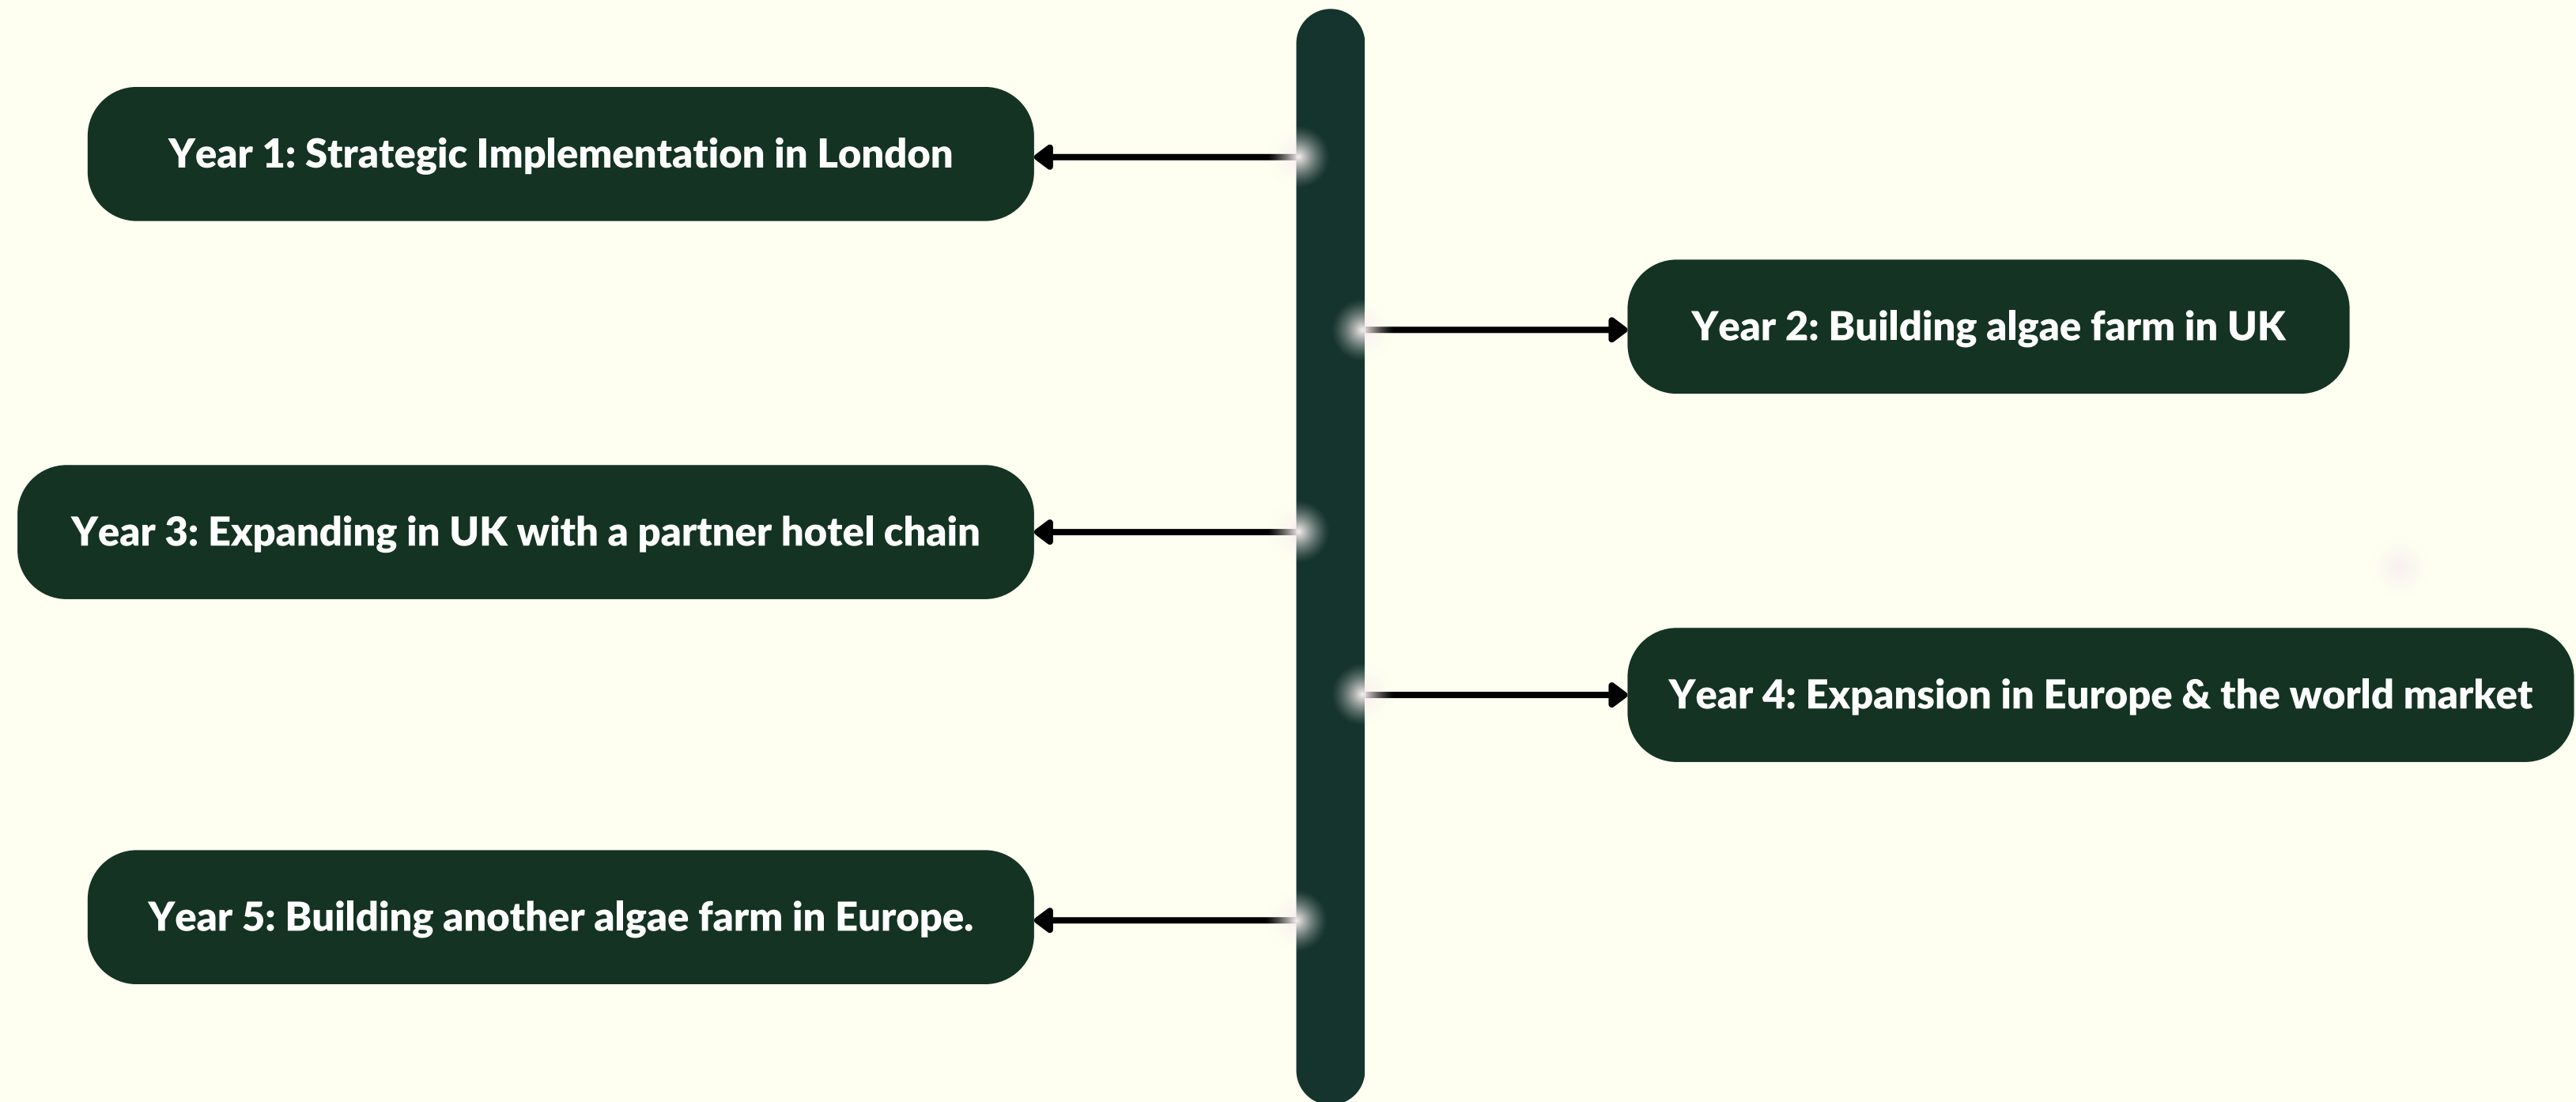 Year 1: Strategic Implementation in London
Year 2: Building algae farm in UK
Year 3: Expanding in UK with a partner hotel chain
Year 4: Expansion in Europe & the world market
Year 5: Building another algae farm in Europe.